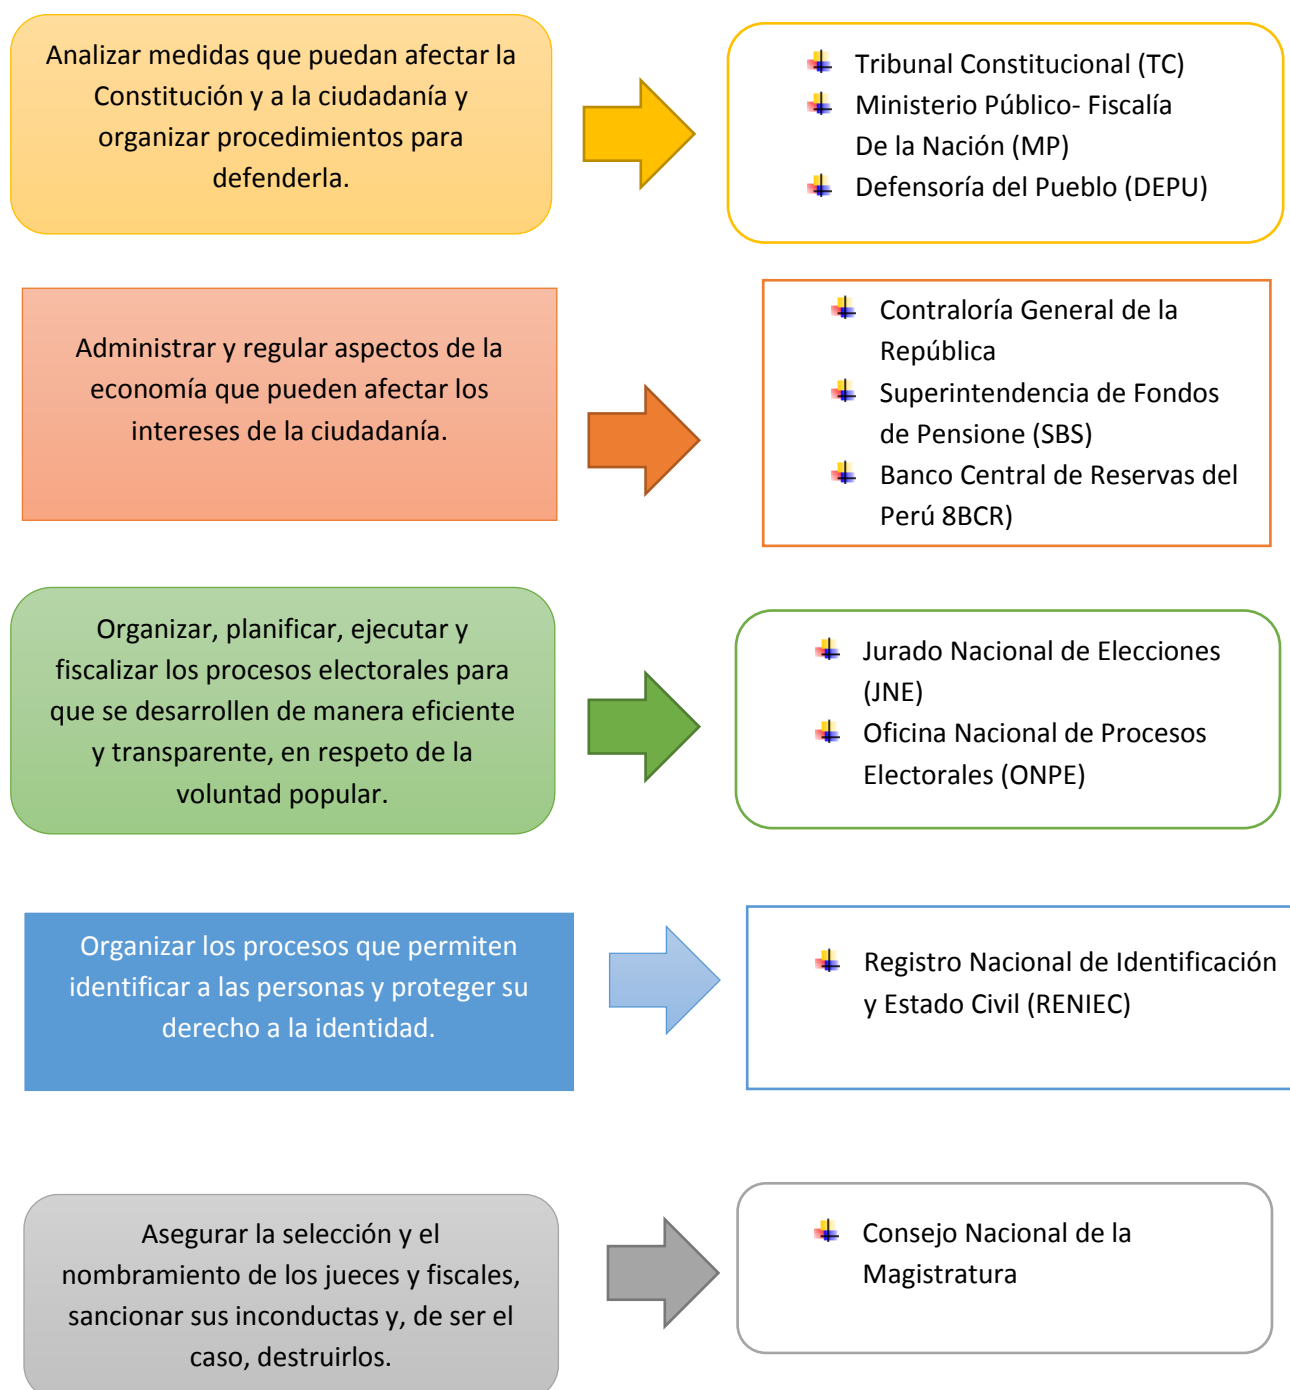 Analizar medidas que puedan afectar la
Constitución y a la ciudadanía y
organizar procedimientos para
defenderla.
Tribunal Constitucional (TC)
Ministerio Público- Fiscalía
De la Nación (MP)
Defensoría del Pueblo (DEPU)
Administrar y regular aspectos de la
economía que pueden afectar los
intereses de la ciudadanía.
Contraloría General de la
República
Superintendencia de Fondos
de Pensione (SBS)
Banco Central de Reservas del
Perú 8BCR)
Organizar, planificar, ejecutar y
fiscalizar los procesos electorales para
que se desarrollen de manera eficiente
y transparente, en respeto de la
voluntad popular.
Jurado Nacional de Elecciones
(JNE)
Oficina Nacional de Procesos
Electorales (ONPE)
Organizar los procesos que permiten
identificar a las personas y proteger su
derecho a la identidad.
Registro Nacional de Identificación
y Estado Civil (RENIEC)
Asegurar la selección y el
nombramiento de los jueces y fiscales,
sancionar sus inconductas y, de ser el
caso, destruirlos.
Consejo Nacional de la
Magistratura